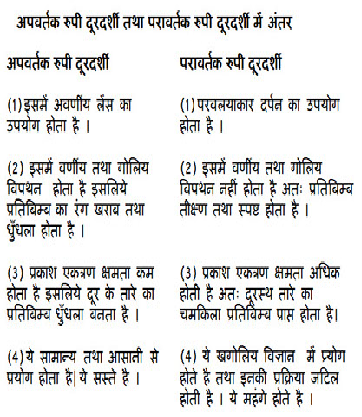 अपवर्तक रुपी दूरदर्शी तथा परावर्तक रुपी दूरदर्शी में अंतर
अपवर्तक रुपी दूरदर्शी
(1) इसमें अवर्णीय लैंस का
उपयोग होता है ।
(2) इसमें वर्णीय तथा गोलिय
विपथन होता है इसलिये
प्रतिविम्ब का रंग खराव तथा
धुँधला होता है ।
(3) प्रकाश एकत्रण क्षमता कम
होता है इसलिये दूर के तारे का
प्रतिविम्ब धुँधला वनता है ।
(4) ये सामान्य तथा आसाती से
प्रयोग होता है| ये सस्ते है ।
परावर्तक रुपी दूरदर्शी
(1) परवलयाकार दर्पन का उपयोग
होता है ।
(2) इसमें वर्णीय तथा गोलिय
विपथन नहीं होता है अतः प्रतिविम्ब
तीक्ष्ण तथा स्पष्ट होता है ।
(3) प्रकाश एकत्रण क्षमता अधिक
होती है अतः दूरस्थ तारे का
चमकिला प्रतिविम्ब प्राप्त होता है|
(4) ये खगोलिय विज्ञान में प्रयोग
होते है तथा इनकी प्रक्रिया जटिल
होती है । ये महंगे होते है ।